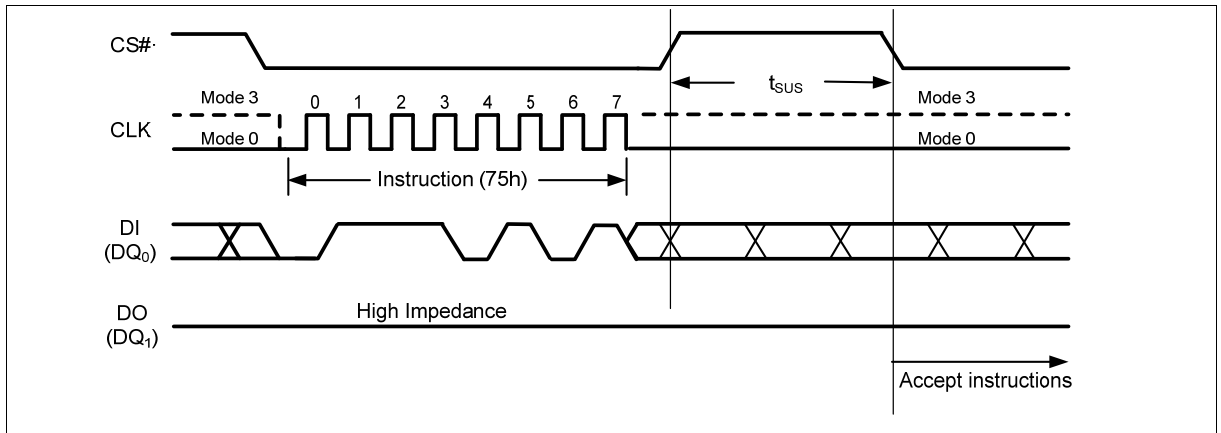 CS#
tSUS
Mode 3
0 1 2 3 4 5 6 7
Mode 3
CLK
Mode 0
Mode 0
Instruction (75h)
DI
(DQ0)
High Impedance
DO
(DQ1)
Accept instructions